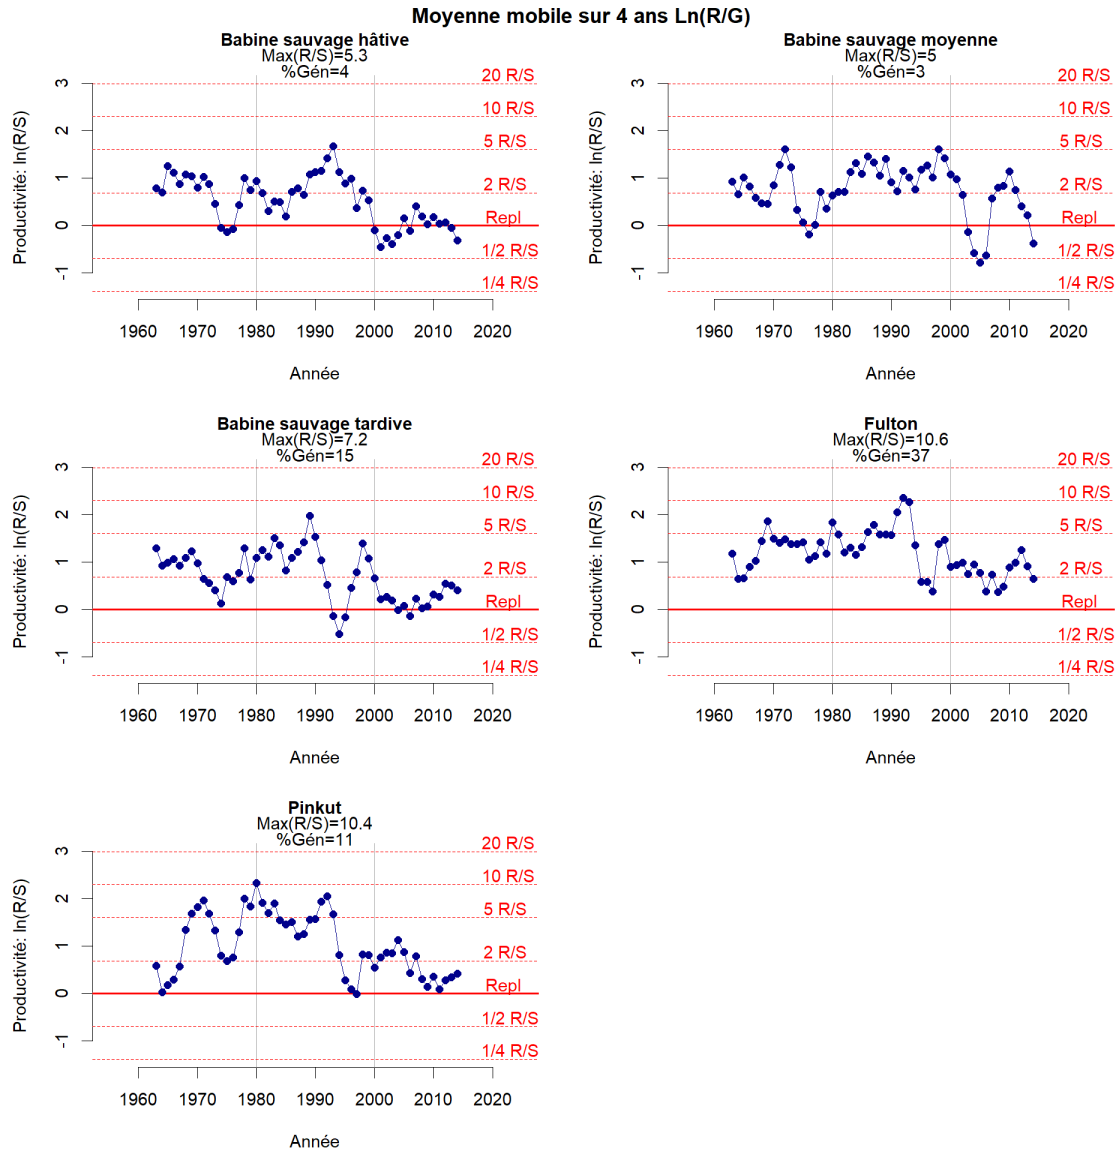 Moyenne mobile sur 4 ans Ln(R/G)
Babine sauvage hâtive
Max(R/S)=5.3
%Gén=4
Productivité: ln(R/S)
3
2
1
0
-1
20 R/S
10 R/S
5 R/S
2 R/S
Repl
1/2 R/S
1/4 R/S
1960 1970 1980 1990 2000 2010 2020
Année
Babine sauvage moyenne
Max(R/S)=5
%Gén=3
Productivité: ln(R/S)
3
2
1
0
-1
20 R/S
10 R/S
5 R/S
2 R/S
Repl
1/2 R/S
1/4 R/S
1960 1970 1980 1990 2000 2010 2020
Année
Babine sauvage tardive
Max(R/S)=7.2
%Gén=15
Productivité: ln(R/S)
3
2
1
0
-1
20 R/S
10 R/S
5 R/S
2 R/S
Repl
1/2 R/S
1/4 R/S
1960 1970 1980 1990 2000 2010 2020
Année
Fulton
Max(R/S)=10.6
%Gén=37
Productivité: ln(R/S)
3
2
1
0
-1
20 R/S
10 R/S
5 R/S
2 R/S
Repl
1/2 R/S
1/4 R/S
1960 1970 1980 1990 2000 2010 2020
Année
Pinkut
Max(R/S)=10.4
%Gén=11
Productivité: ln(R/S)
3
2
1
0
-1
20 R/S
10 R/S
5 R/S
2 R/S
Repl
1/2 R/S
1/4 R/S
1960 1970 1980 1990 2000 2010 2020
Année